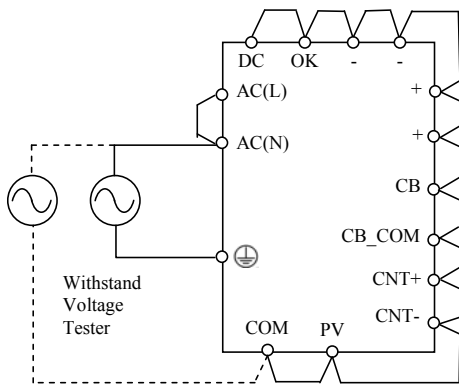 DC OK - -
AC(L)
+
AC(N)
+
CB
CB_COM
CNT+
CNT-
Withstand
Voltage
Tester
COM PV